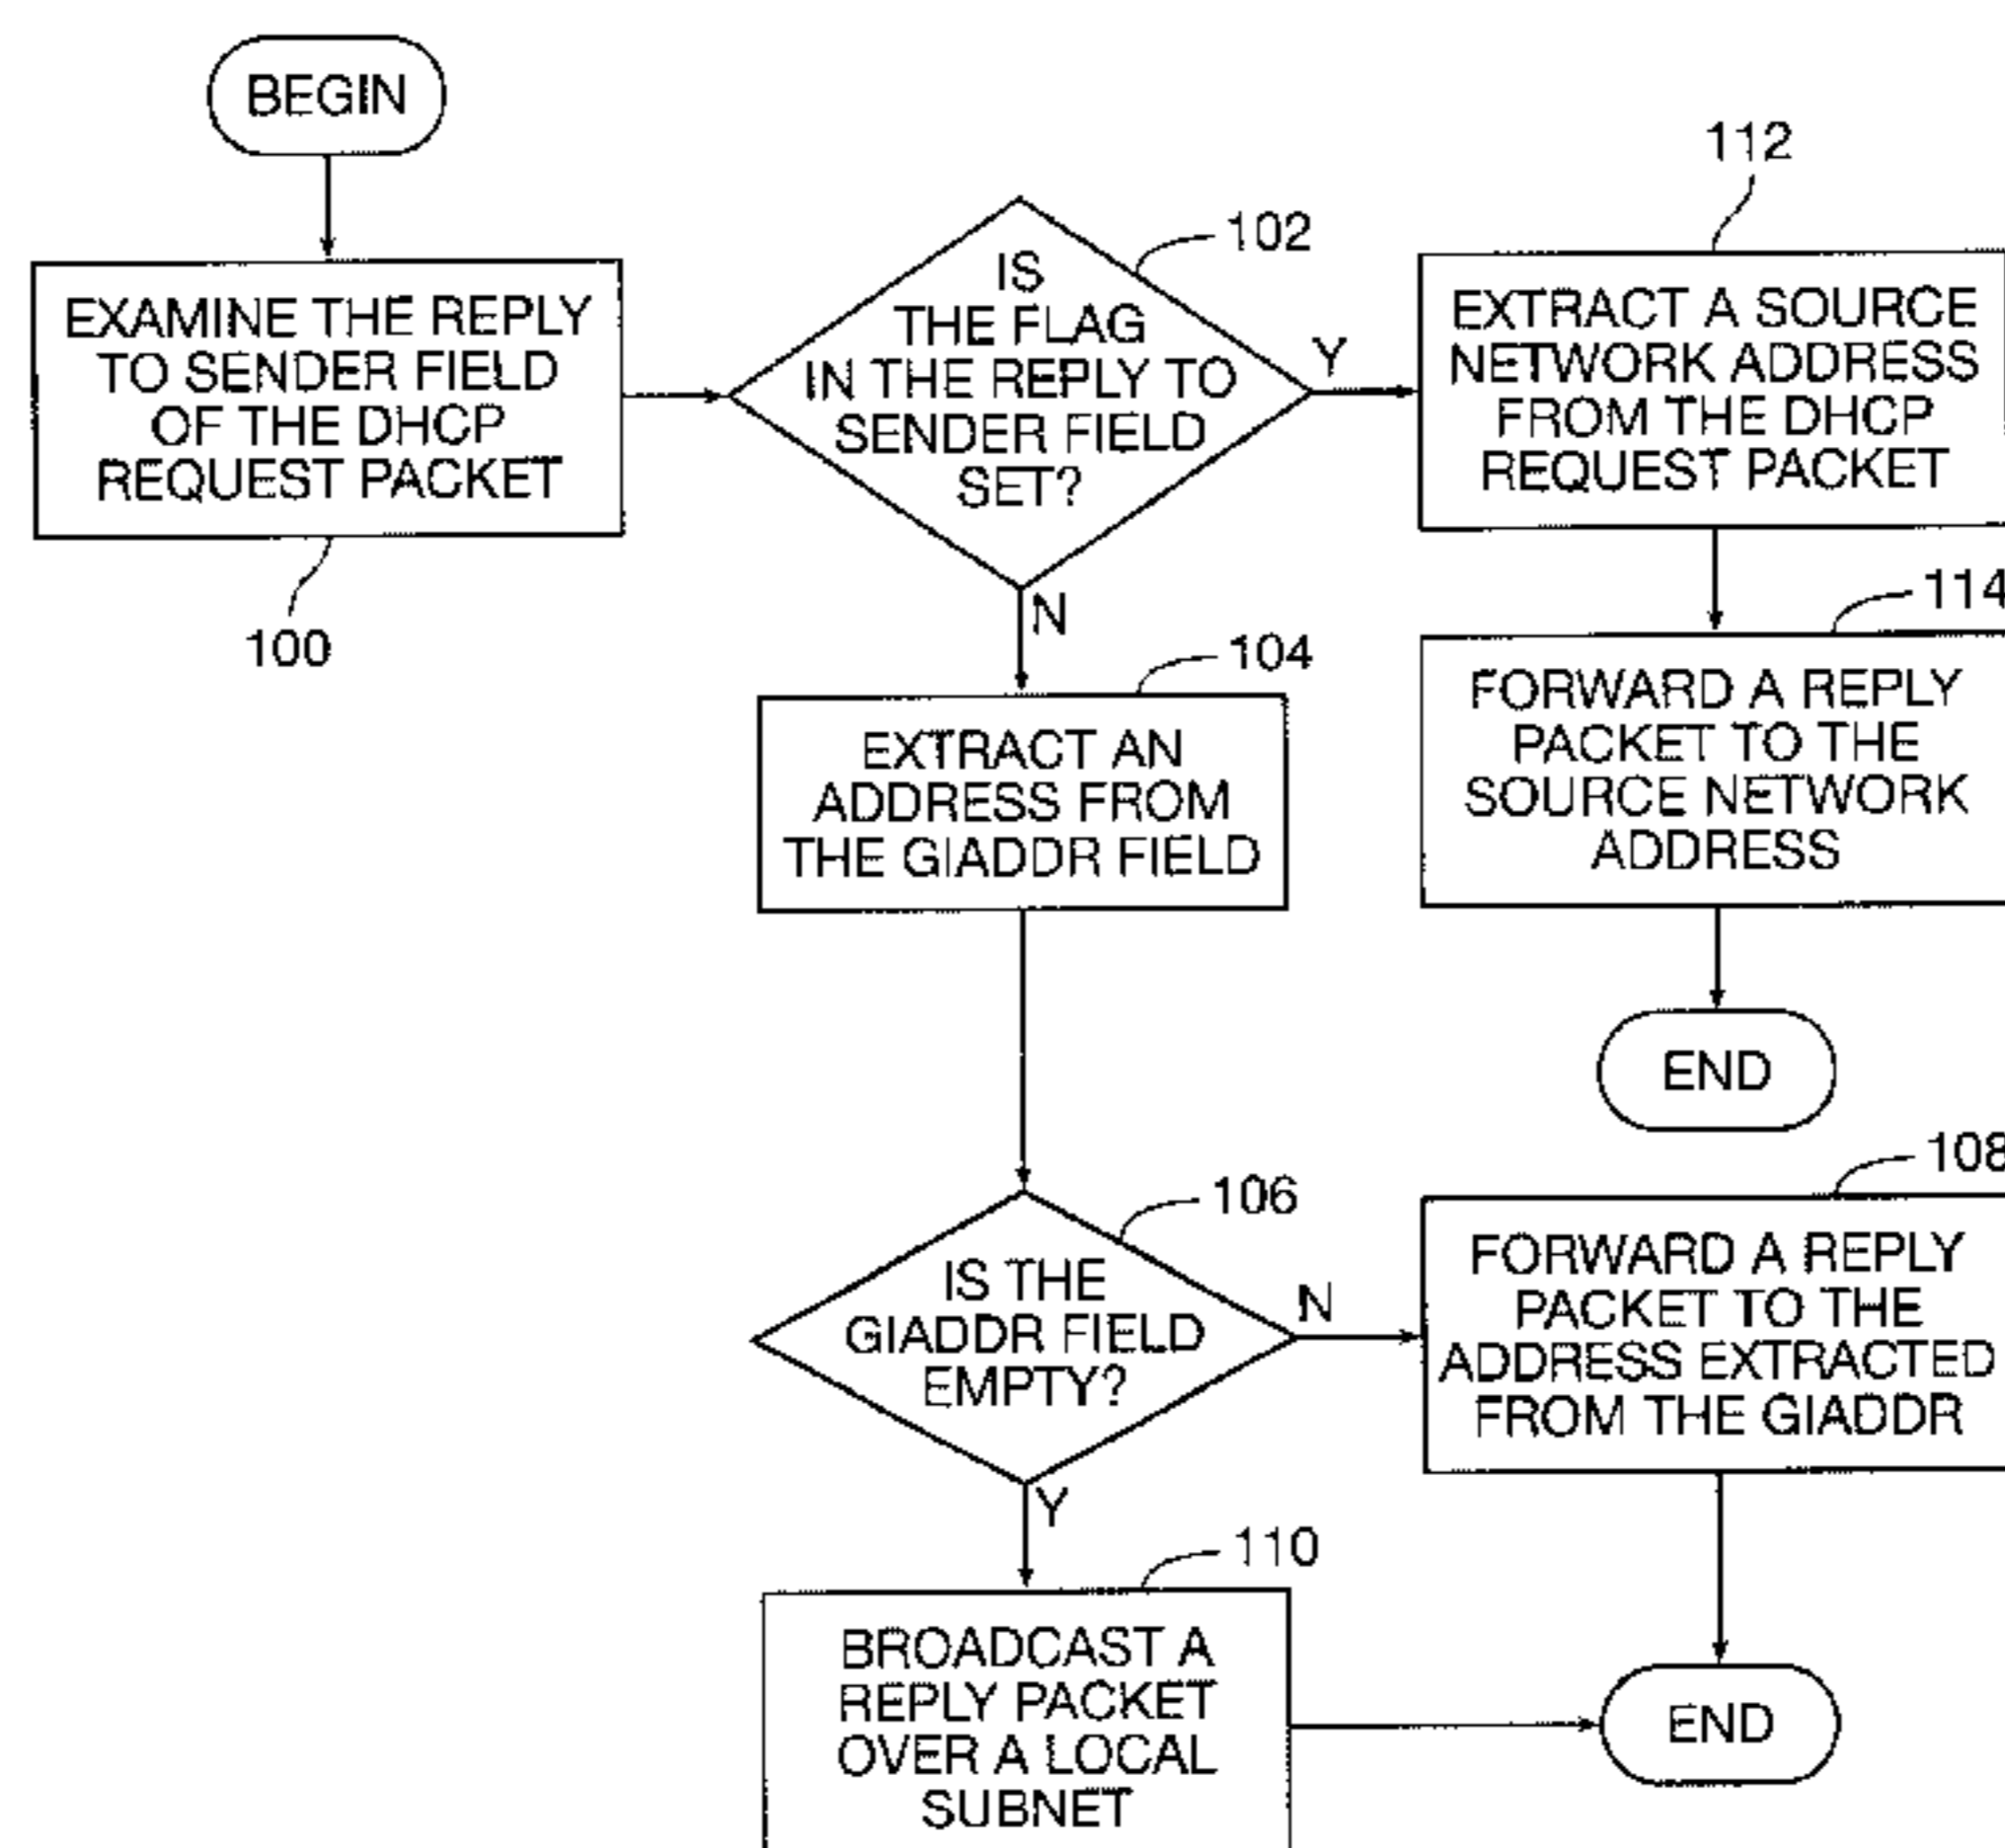 BEGIN
EXAMINE THE REPLY
TO SENDER FIELD
OF THE DHCP
REQUEST PACKET
100
102
IS
THE FLAG
IN THE REPLY TO
SENDER FIELD
SET?
Y
N
112
EXTRACT A SOURCE
NETWORK ADDRESS
FROM THE DHCP
REQUEST PACKET
114
FORWARD A REPLY
PACKET TO THE
SOURCE NETWORK
ADDRESS
END
104
EXTRACT AN
ADDRESS FROM
THE GIADDR FIELD
106
IS THE
GIADDR FIELD
EMPTY?
N
Y
108
FORWARD A REPLY
PACKET TO THE
ADDRESS EXTRACTED
FROM THE GIADDR
110
BROADCAST A
REPLY PACKET
OVER A LOCAL
SUBNET
END